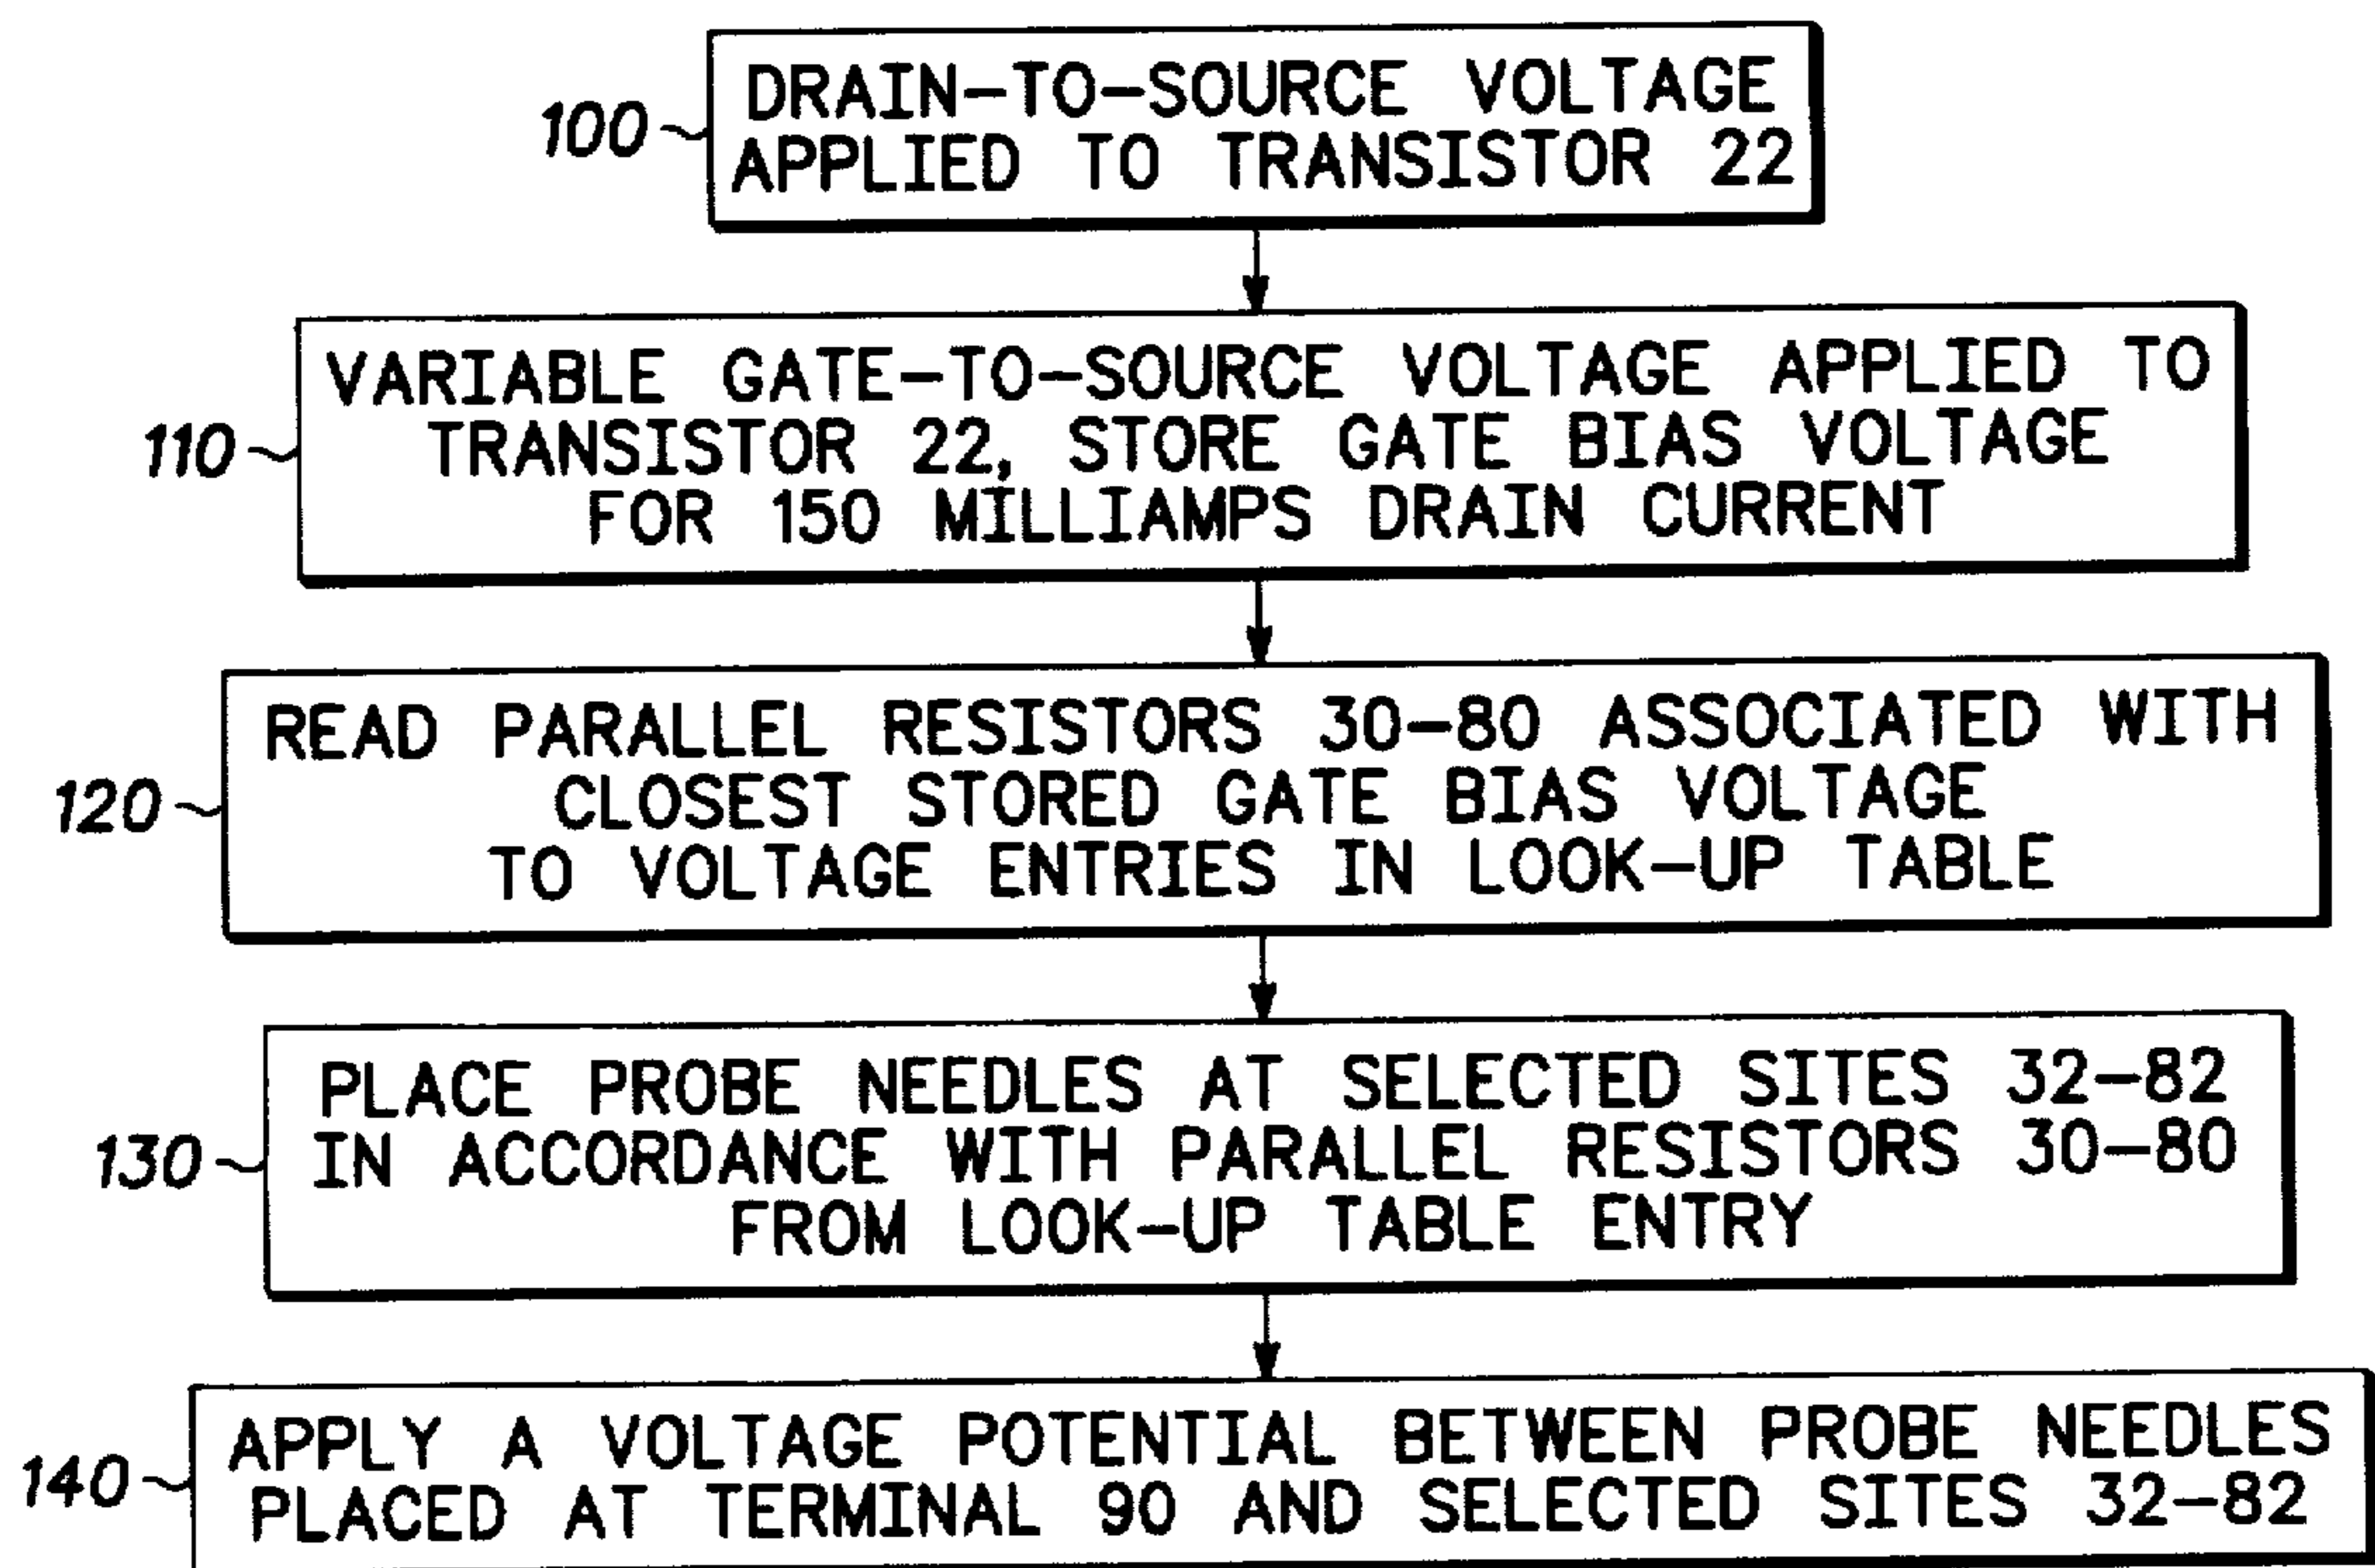 100
DRAIN-TO-SOURCE VOLTAGE
APPLIED TO TRANSISTOR 22
110
VARIABLE GATE-TO-SOURCE VOLTAGE APPLIED TO
TRANSISTOR 22, STORE GATE BIAS VOLTAGE
FOR 150 MILLIAMPS DRAIN CURRENT
120
READ PARALLEL RESISTORS 30-80 ASSOCIATED WITH
CLOSEST STORED GATE BIAS VOLTAGE
TO VOLTAGE ENTRIES IN LOOK-UP TABLE
130
PLACE PROBE NEEDLES AT SELECTED SITES 32-82
IN ACCORDANCE WITH PARALLEL RESISTORS 30-80
FROM LOOK-UP TABLE ENTRY
140
APPLY A VOLTAGE POTENTIAL BETWEEN PROBE NEEDLES
PLACED AT TERMINAL 90 AND SELECTED SITES 32-82